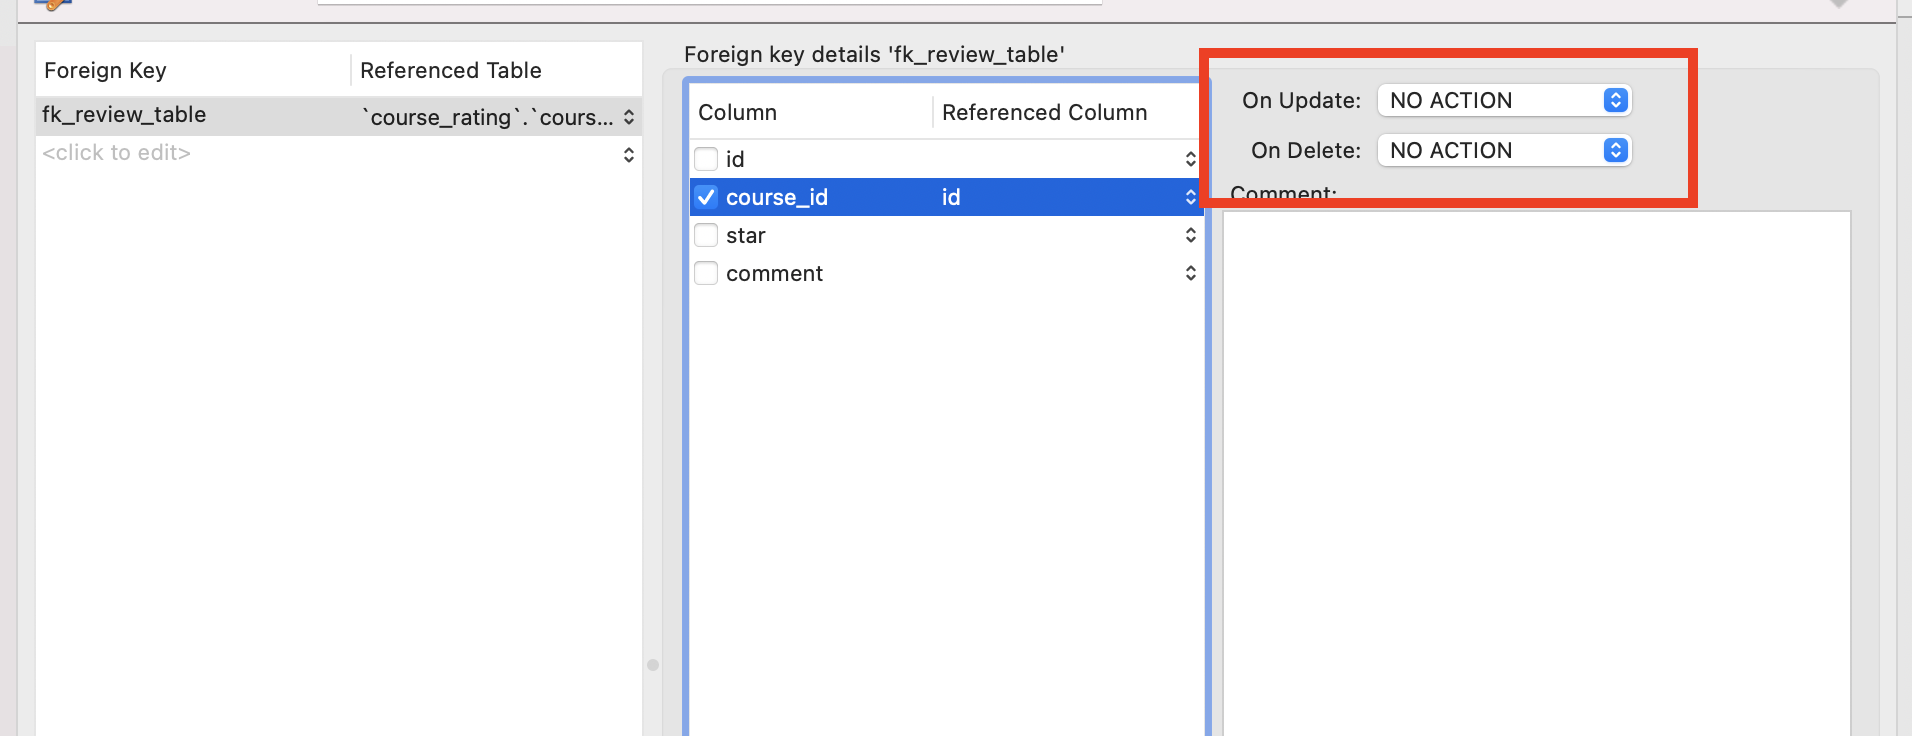 Foreign Key Referenced Table
fk_review_table `course_rating`.`cours...
<click to edit>
Foreign key details 'fk_review_table'
Column Referenced Column
id
course_id id
star
comment
On Update: NO ACTION
On Delete: NO ACTION
Comment: